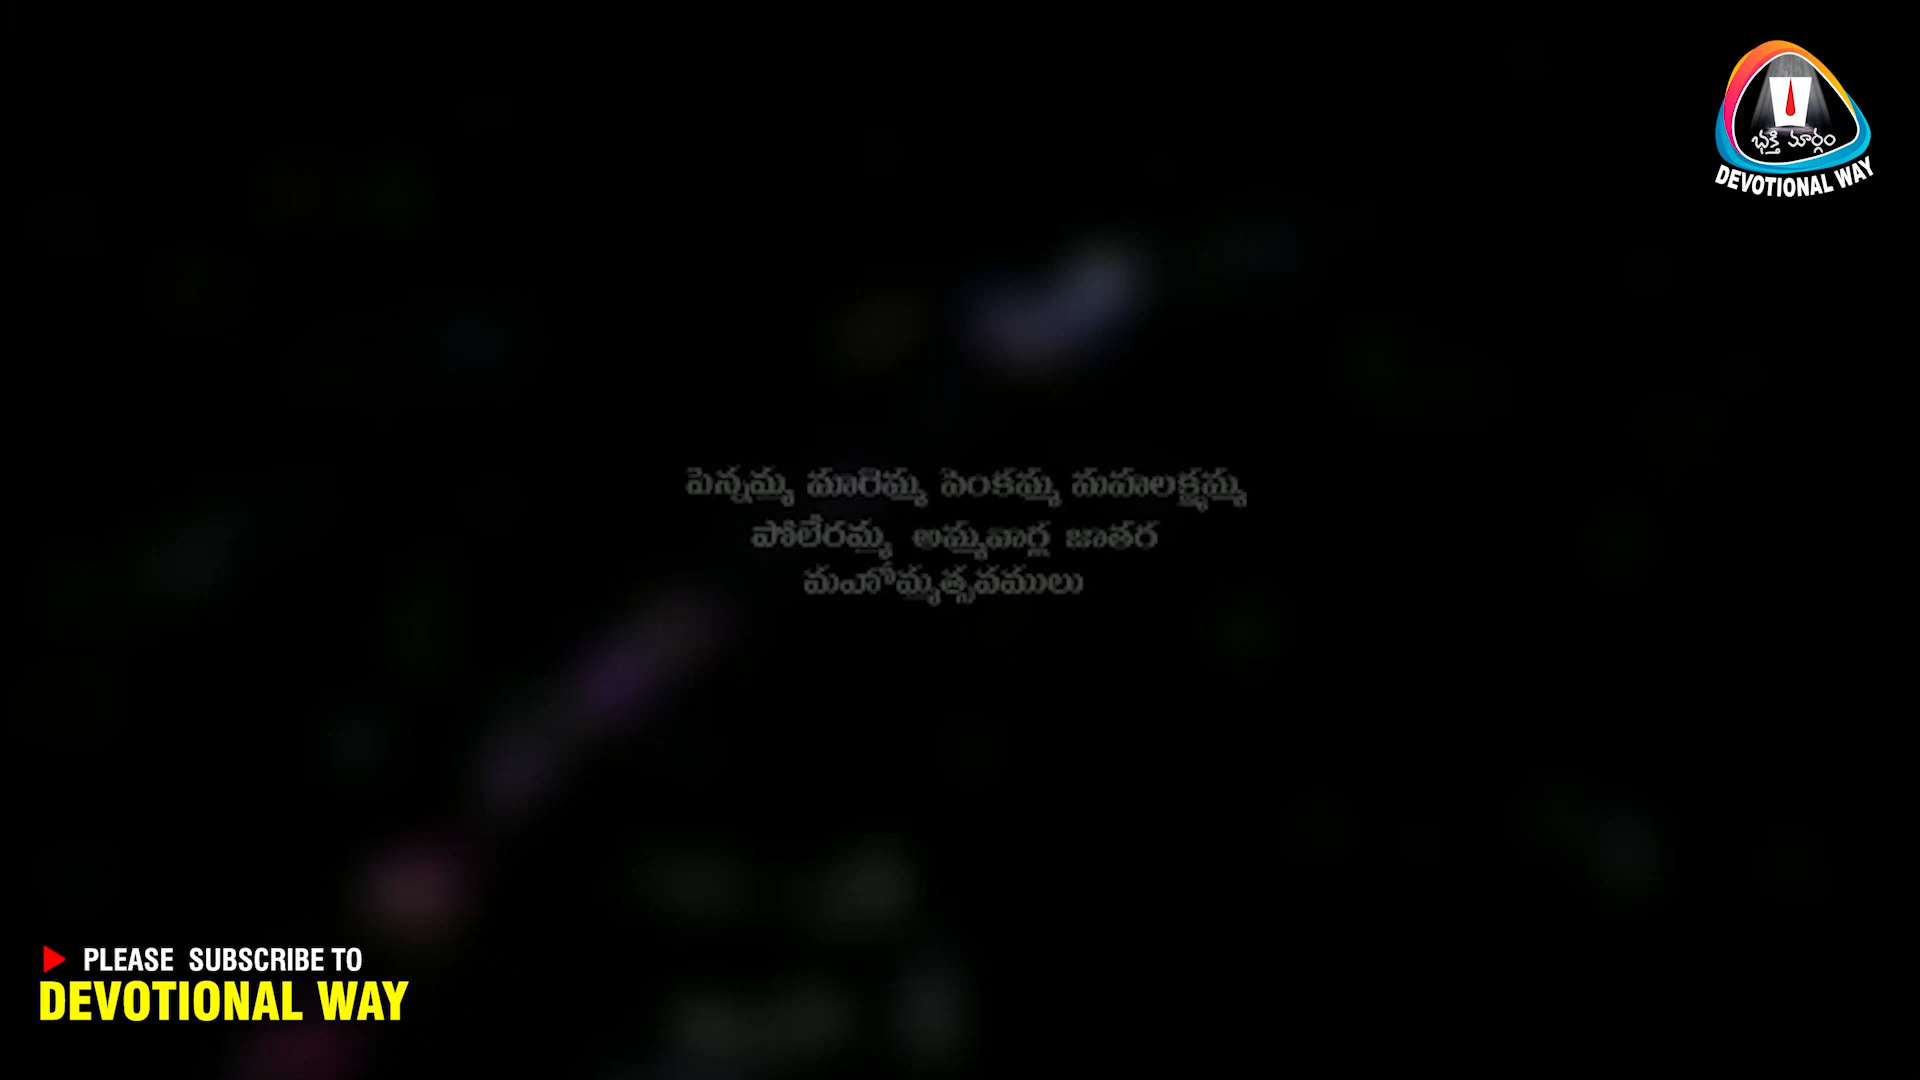 భక్తి మార్గం
DEVOTIONAL WAY
పెన్నమ్మ మారెమ్మ పెంకమ్మ మహాలక్ష్మమ్మ
పోలేరమ్మ అమ్మవార్ల జాతర
మహోమ్మత్సవములు
PLEASE SUBSCRIBE TO
DEVOTIONAL WAY